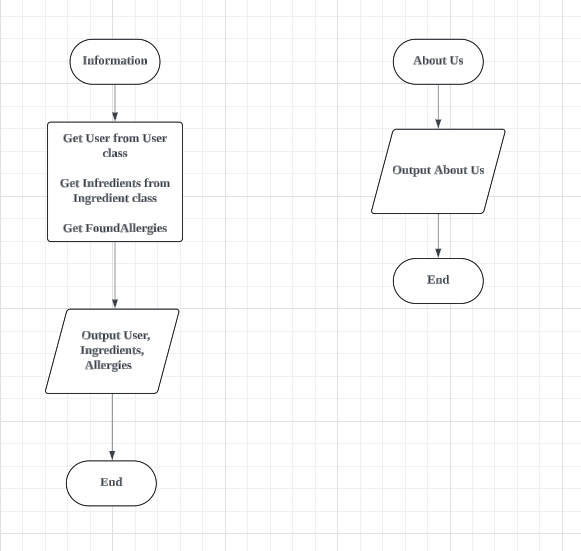 Information
Get User from User
class
Get Infredients from
Ingredient class
Get FoundAllergies
Output User,
Ingredients,
Allergies
End
About Us
Output About Us
End